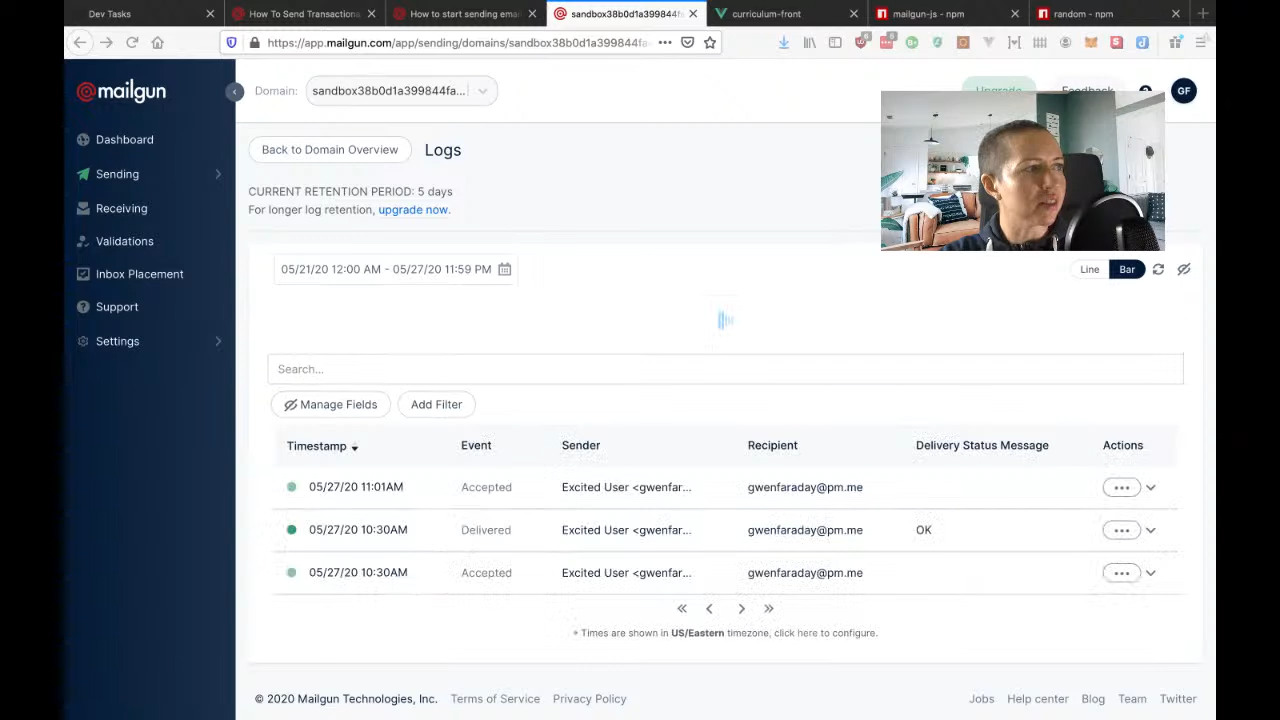 Dev Tasks
How To Send Transactiona
How to start sending emai
sandbox38b0d1a399844fa
curriculum-front
mailgun-js - npm
random - npm
https://app.mailgun.com/app/sending/domains/sandbox38b0d1a399844fa
mailgun
Domain:
sandbox38b0d1a399844fa...
Upgrade
Feedback
?
GF
Dashboard
Sending
Receiving
Validations
Inbox Placement
Support
Settings
Back to Domain Overview
Logs
CURRENT RETENTION PERIOD: 5 days
For longer log retention, upgrade now.
05/21/20 12:00 AM - 05/27/20 11:59 PM
Line
Bar
Search...
Manage Fields
Add Filter
Timestamp Event Sender Recipient Delivery Status Message Actions
05/27/20 11:01AM Accepted Excited User <gwenfar... gwenfaraday@pm.me
05/27/20 10:30AM Delivered Excited User <gwenfar... gwenfaraday@pm.me OK
05/27/20 10:30AM Accepted Excited User <gwenfar... gwenfaraday@pm.me
* Times are shown in US/Eastern timezone, click here to configure.
© 2020 Mailgun Technologies, Inc. Terms of Service Privacy Policy
Jobs Help center Blog Team Twitter